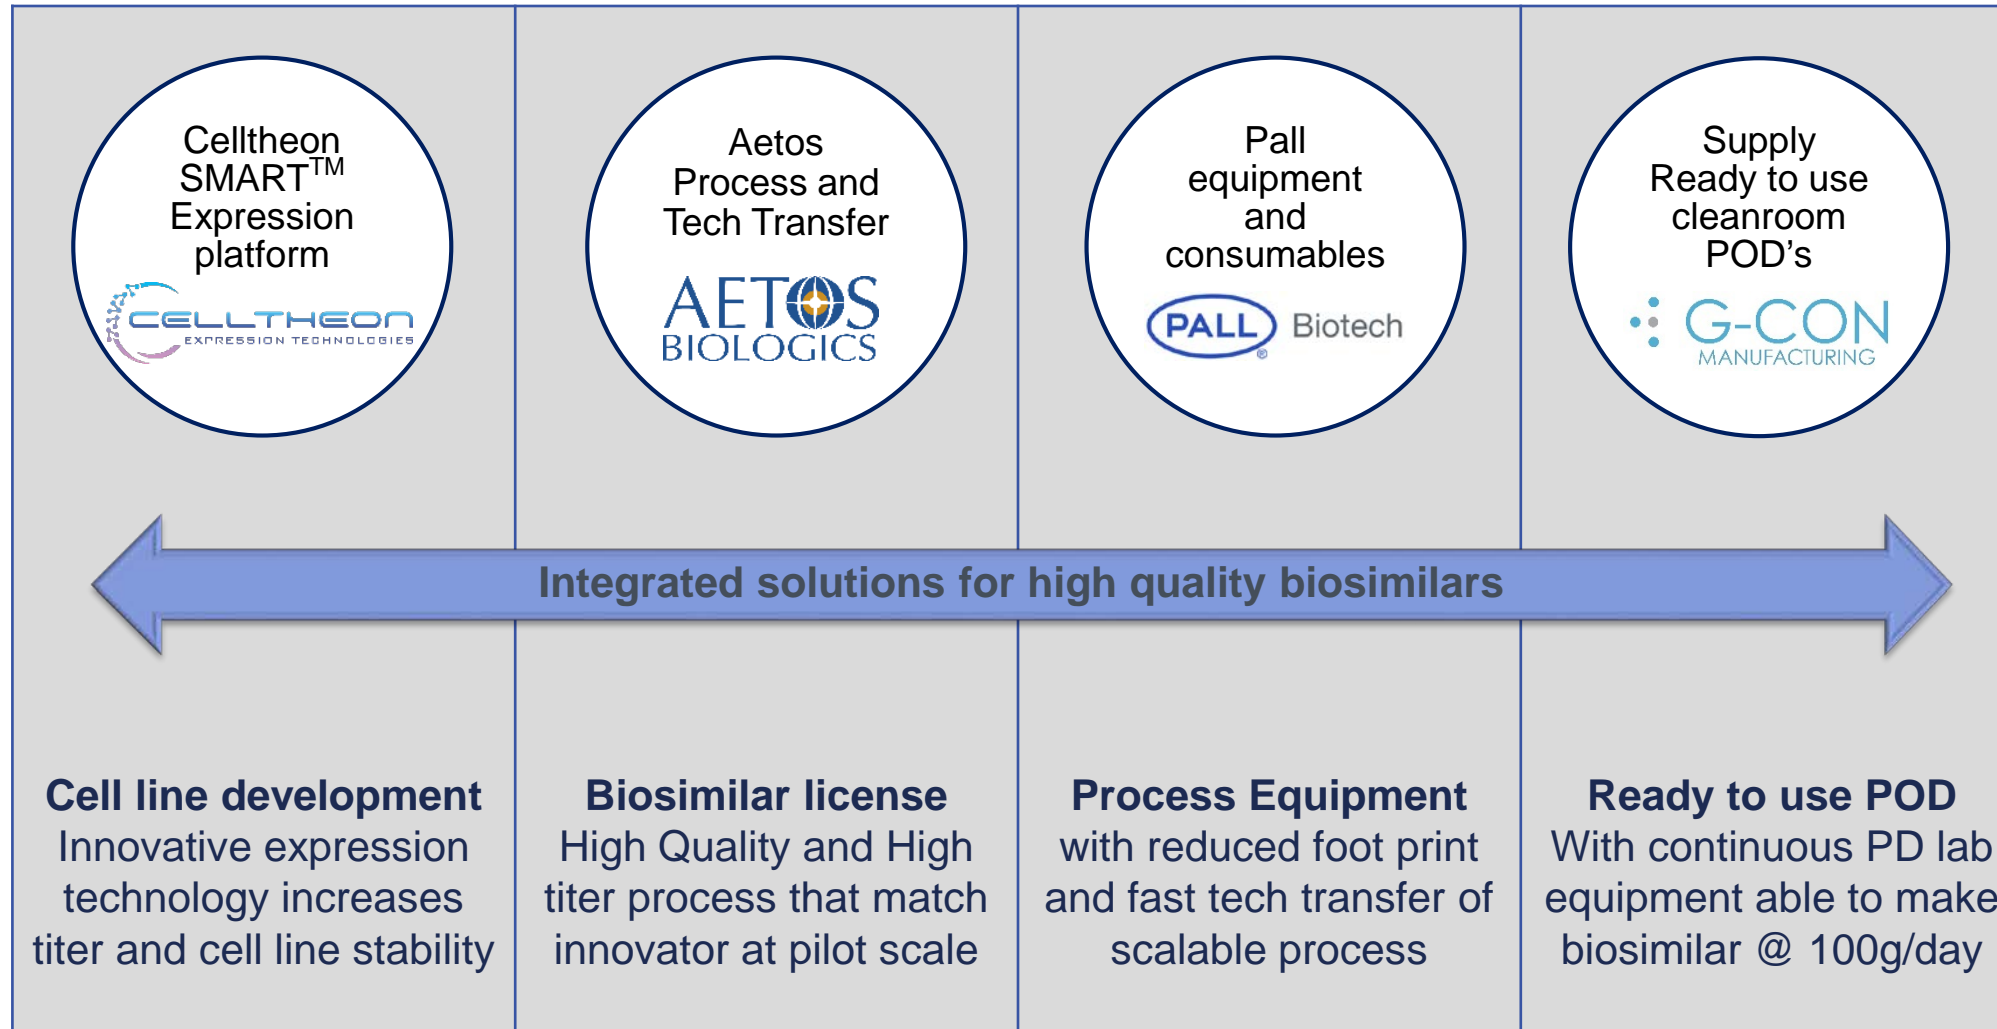 Celltheon
SMART™
Expression
platform
CELLTHEON
EXPRESSION TECHNOLOGIES
Aetos
Process and
Tech Transfer
AETOS
BIOLOGICS
Pall
equipment
and
consumables
PALL® Biotech
Supply
Ready to use
cleanroom
POD’s
G-CON
MANUFACTURING
Integrated solutions for high quality biosimilars
Cell line development
Innovative expression
technology increases
titer and cell line stability
Biosimilar license
High Quality and High
titer process that match
innovator at pilot scale
Process Equipment
with reduced foot print
and fast tech transfer of
scalable process
Ready to use POD
With continuous PD lab
equipment able to make
biosimilar @ 100g/day